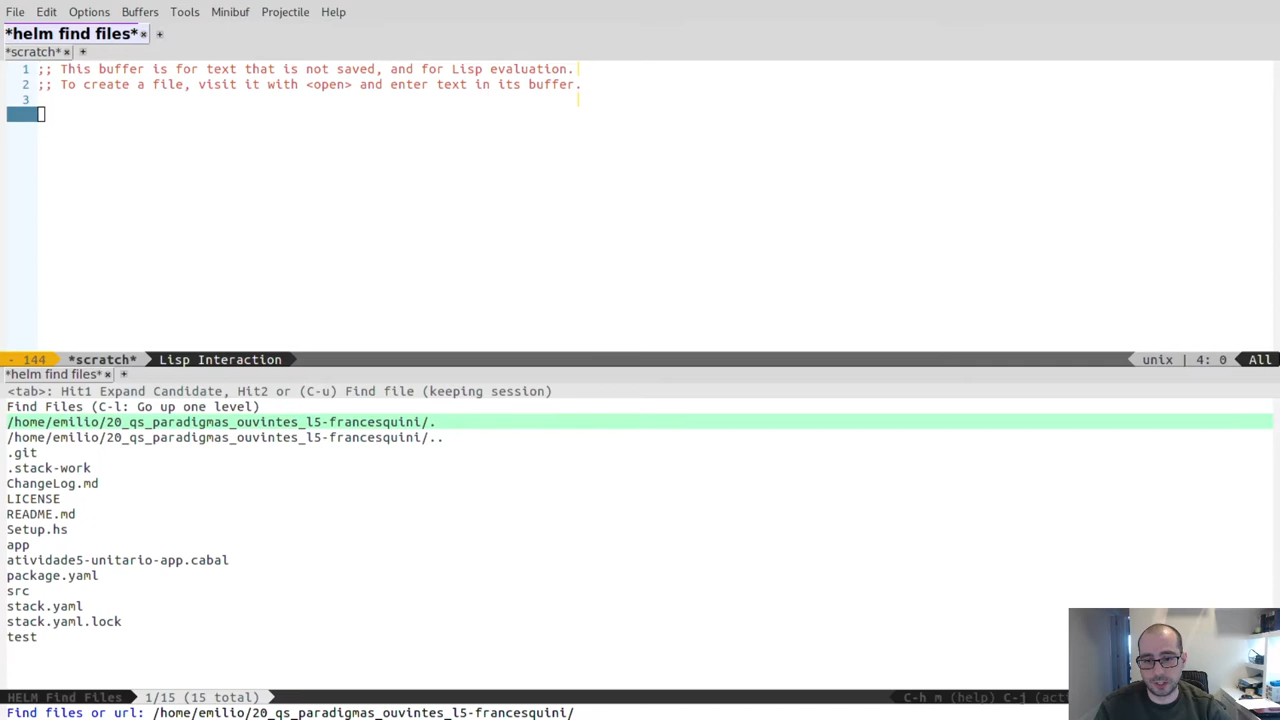 File Edit Options Buffers Tools Minibuf Projectile Help
*helm find files*× +
*scratch*× +
1 ;; This buffer is for text that is not saved, and for Lisp evaluation.
2 ;; To create a file, visit it with <open> and enter text in its buffer.
3
- 144 *scratch* Lisp Interaction unix | 4: 0 All
*helm find files*× +
<tab>: Hit1 Expand Candidate, Hit2 or (C-u) Find file (keeping session)
Find Files (C-l: Go up one level)
/home/emilio/20_qs_paradigmas_ouvintes_l5-francesquini/.
/home/emilio/20_qs_paradigmas_ouvintes_l5-francesquini/..
.git
.stack-work
ChangeLog.md
LICENSE
README.md
Setup.hs
app
atividade5-unitario-app.cabal
package.yaml
src
stack.yaml
stack.yaml.lock
test
HELM Find Files 1/15 (15 total) C-h m (help) C-j (act
Find files or url: /home/emilio/20_qs_paradigmas_ouvintes_l5-francesquini/